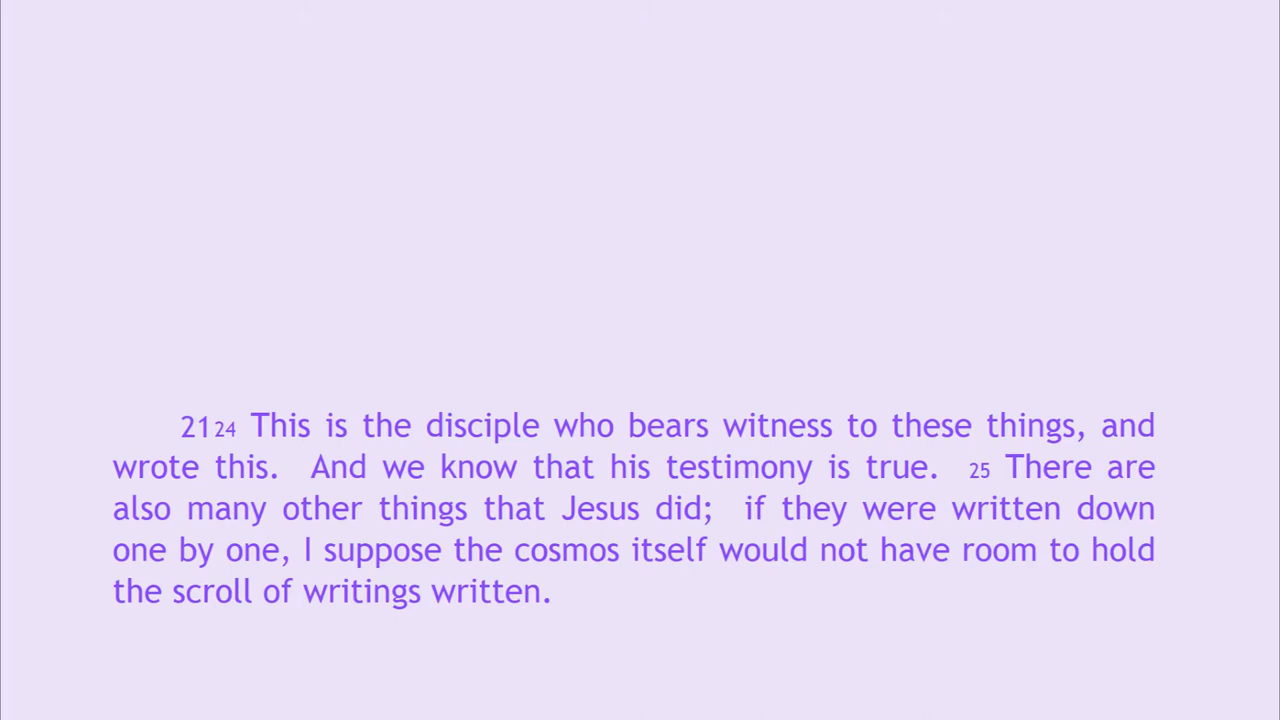 2124 This is the disciple who bears witness to these things, and
wrote this.  And we know that his testimony is true.  25 There are
also many other things that Jesus did;  if they were written down
one by one, I suppose the cosmos itself would not have room to hold
the scroll of writings written.